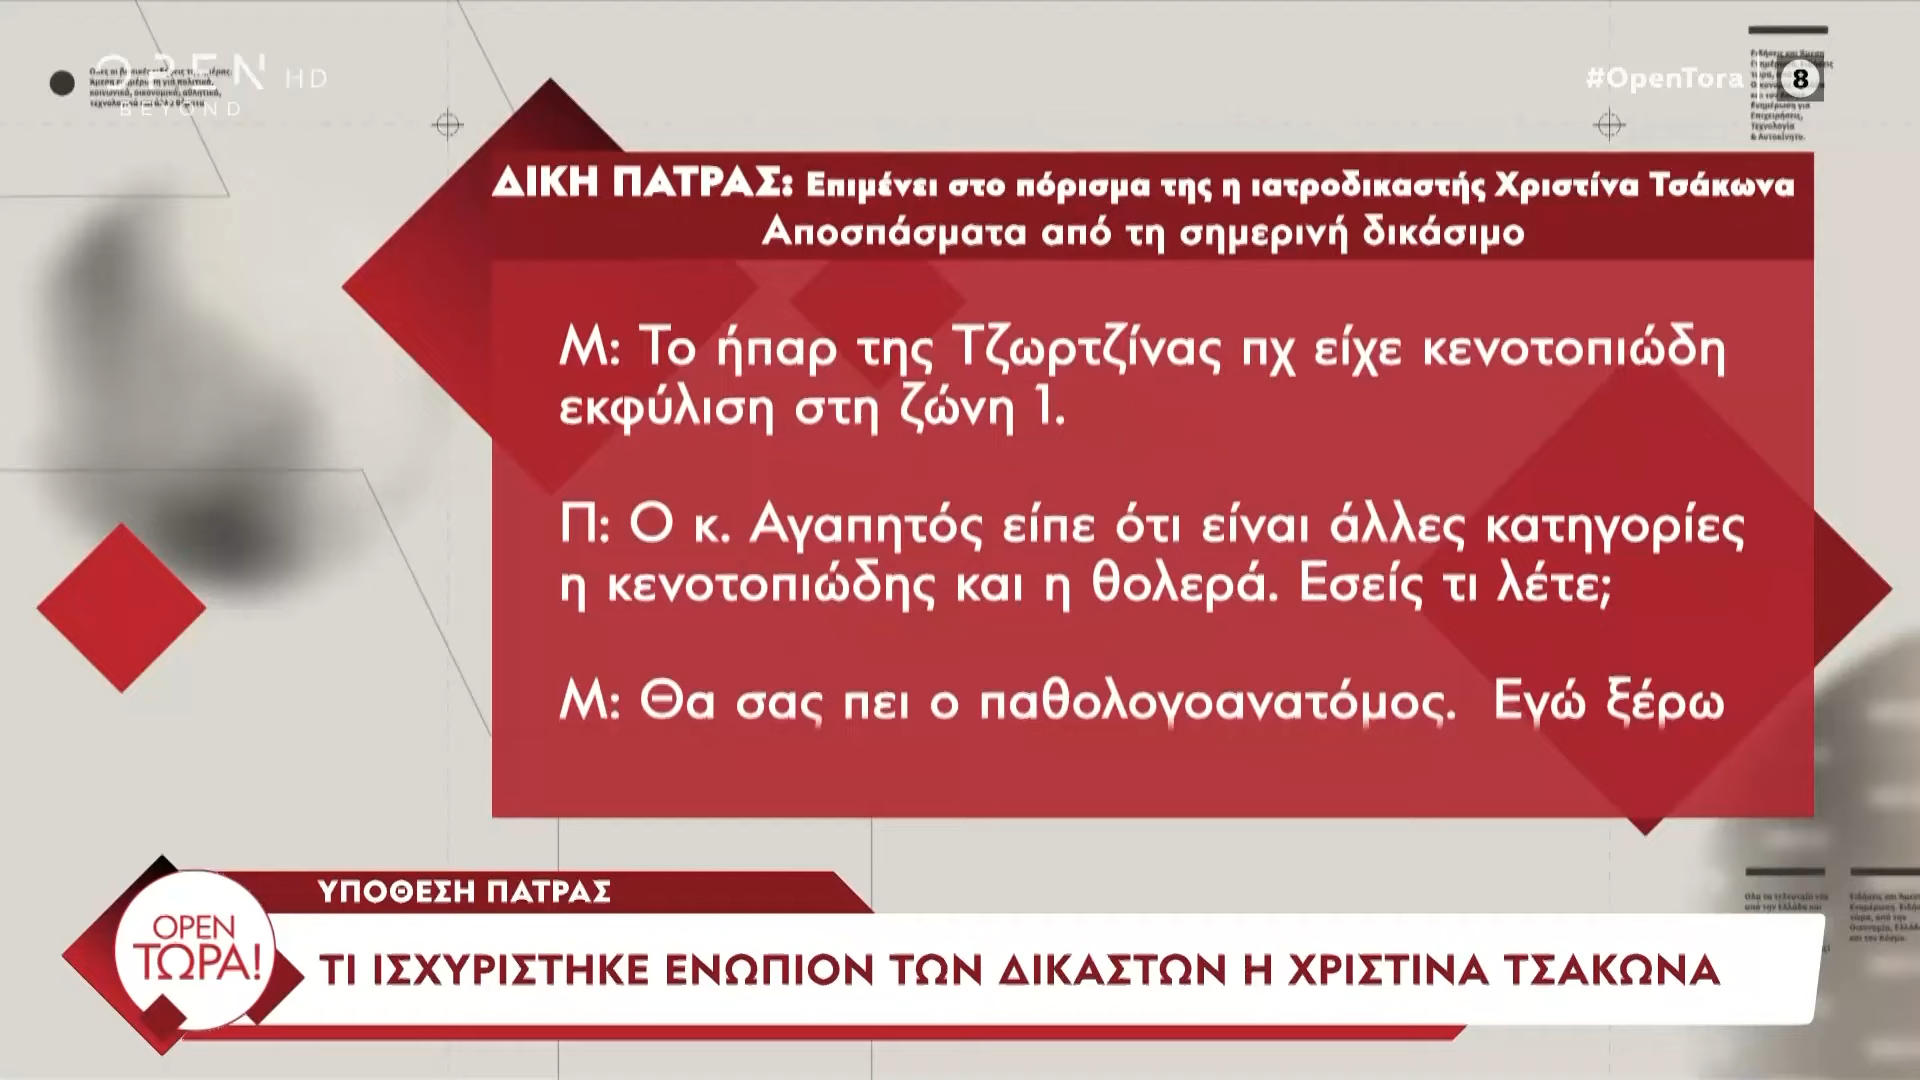 OPEN HD
BEYOND
#OpenTora
8
ΔΙΚΗ ΠΑΤΡΑΣ: Επιμένει στο πόρισμα της η ιατροδικαστής Χριστίνα Τσάκωνα
Αποσπάσματα από τη σημερινή δικάσιμο
Μ: Το ήπαρ της Τζωρτζίνας πχ είχε κενοτοπιώδη
εκφύλιση στη ζώνη 1.
Π: Ο κ. Αγαπητός είπε ότι είναι άλλες κατηγορίες
η κενοτοπιώδης και η θολερά. Εσείς τι λέτε;
Μ: Θα σας πει ο παθολογοανατόμος. Εγώ ξέρω
ΥΠΟΘΕΣΗ ΠΑΤΡΑΣ
OPEN
ΤΩΡΑ!
ΤΙ ΙΣΧΥΡΙΣΤΗΚΕ ΕΝΩΠΙΟΝ ΤΩΝ ΔΙΚΑΣΤΩΝ Η ΧΡΙΣΤΙΝΑ ΤΣΑΚΩΝΑ